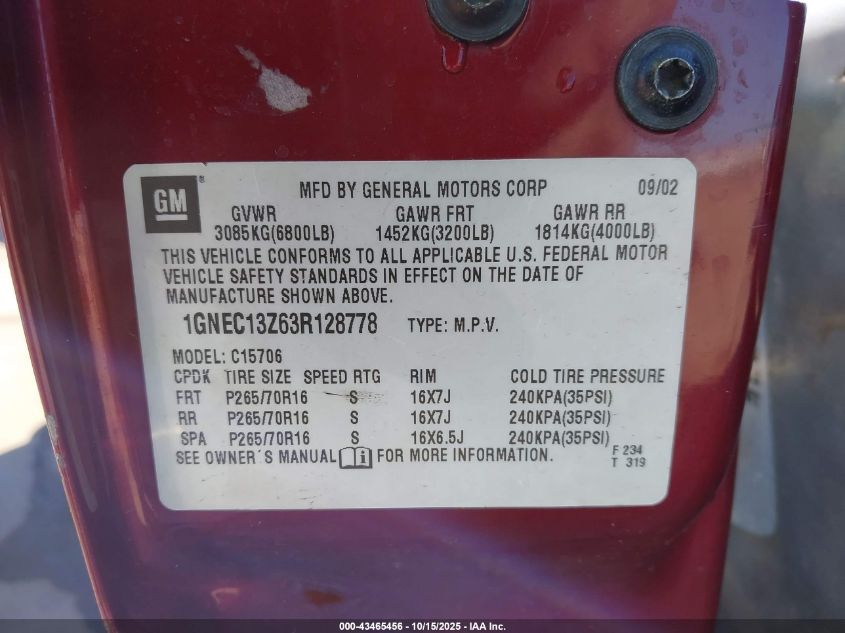 GM® MFD BY GENERAL MOTORS CORP 09/02
GVWR GAWR FRT GAWR RR
3085KG(6800LB) 1452KG(3200LB) 1814KG(4000LB)
THIS VEHICLE CONFORMS TO ALL APPLICABLE U.S. FEDERAL MOTOR
VEHICLE SAFETY STANDARDS IN EFFECT ON THE DATE OF
MANUFACTURE SHOWN ABOVE.
1GNEC13Z63R128778 TYPE: M.P.V.
MODEL: C15706
CPDK TIRE SIZE SPEED RTG RIM COLD TIRE PRESSURE
FRT P265/70R16 S 16X7J 240KPA(35PSI)
RR P265/70R16 S 16X7J 240KPA(35PSI)
SPA P265/70R16 S 16X6.5J 240KPA(35PSI)
SEE OWNER'S MANUAL i FOR MORE INFORMATION. F 234
T 319
000-43465456 - 10/15/2025 - IAA Inc.